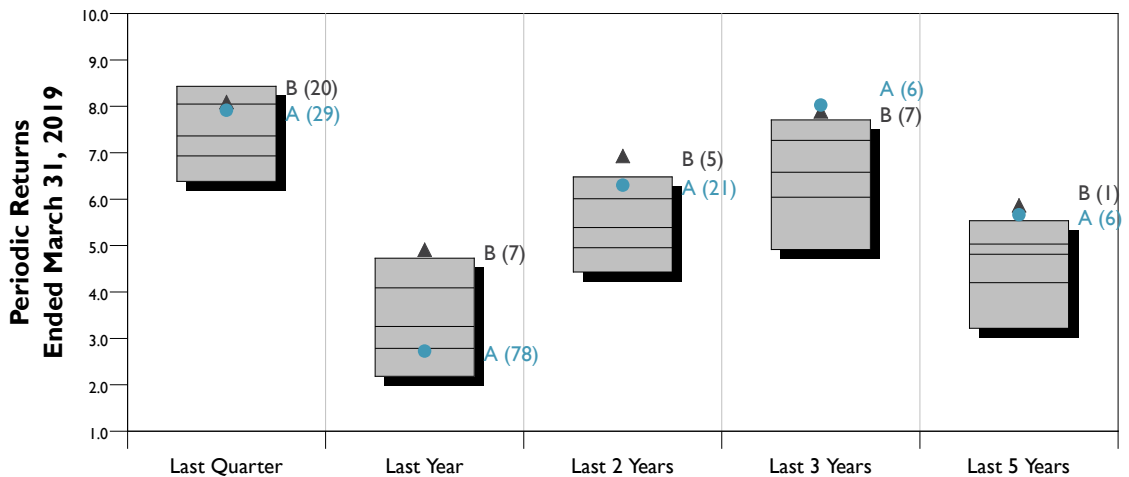 Periodic Returns
Ended March 31, 2019
10.0
9.0
8.0
7.0
6.0
5.0
4.0
3.0
2.0
1.0
B (20)
A (29)
B (7)
A (78)
B (5)
A (21)
A (6)
B (7)
B (1)
A (6)
Last Quarter
Last Year
Last 2 Years
Last 3 Years
Last 5 Years